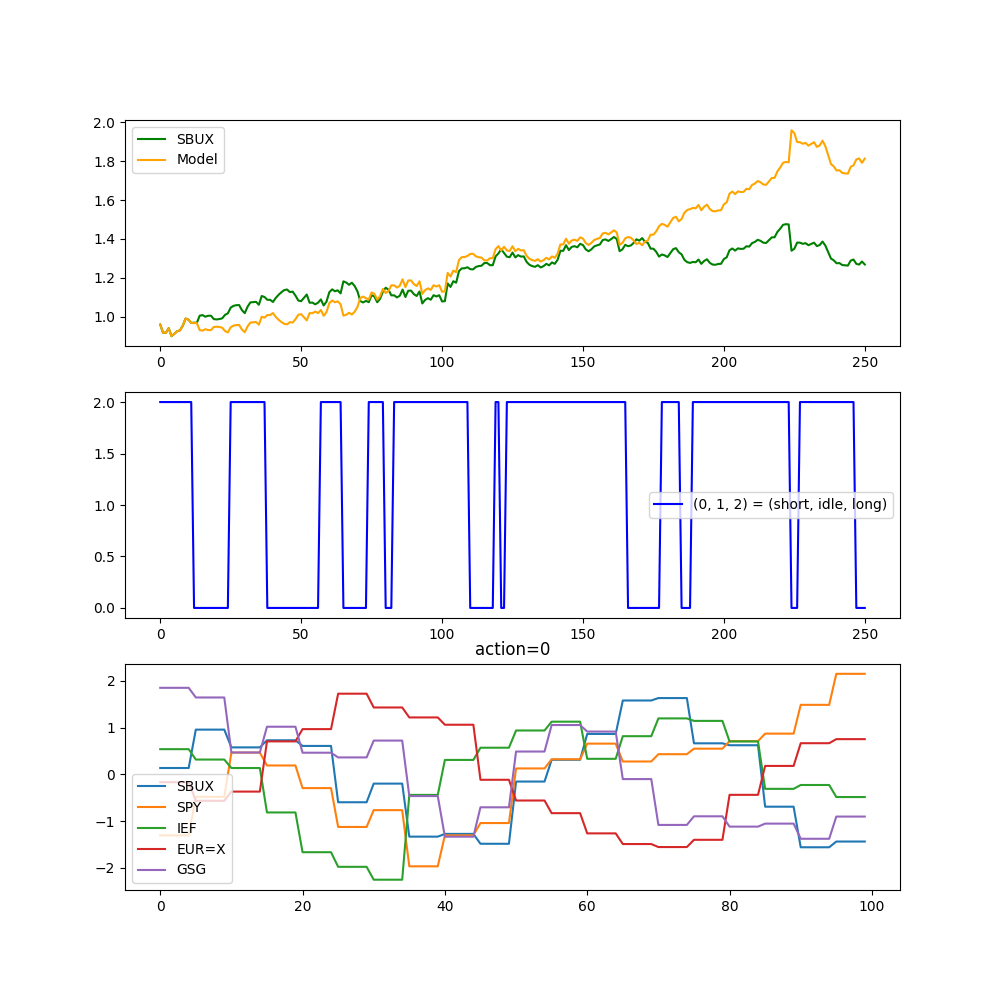 2.0
1.8
1.6
1.4
1.2
1.0
SBUX
Model
0 50 100 150 200 250
2.0
1.5
1.0
0.5
0.0
(0, 1, 2) = (short, idle, long)
0 50 100 150 200 250
action=0
2
1
0
−1
−2
SBUX
SPY
IEF
EUR=X
GSG
0 20 40 60 80 100